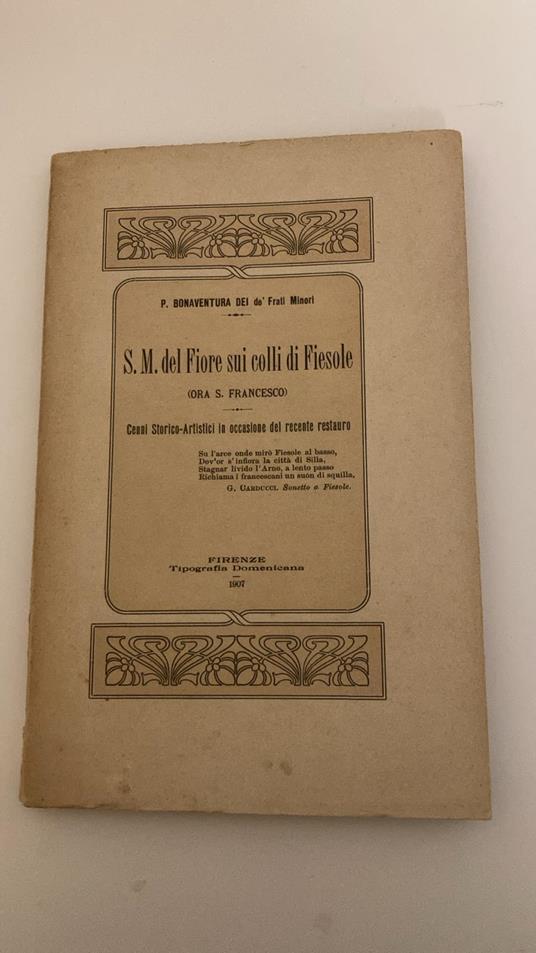 P. BONAVENTURA DEI de' Frati Minori
S. M. del Fiore sui colli di Fiesole
(ORA S. FRANCESCO)
Cenni Storico-Artistici in occasione del recente restauro
Su l'arce onde mirò Fiesole al basso,
Dov'or s'infiora la città di Silla,
Stagnar livido l'Arno, a lento passo
Richiama i francescani un suon di squilla.
G. CARDUCCI. Sonetto a Fiesole.
FIRENZE
Tipografia Domenicana
1907